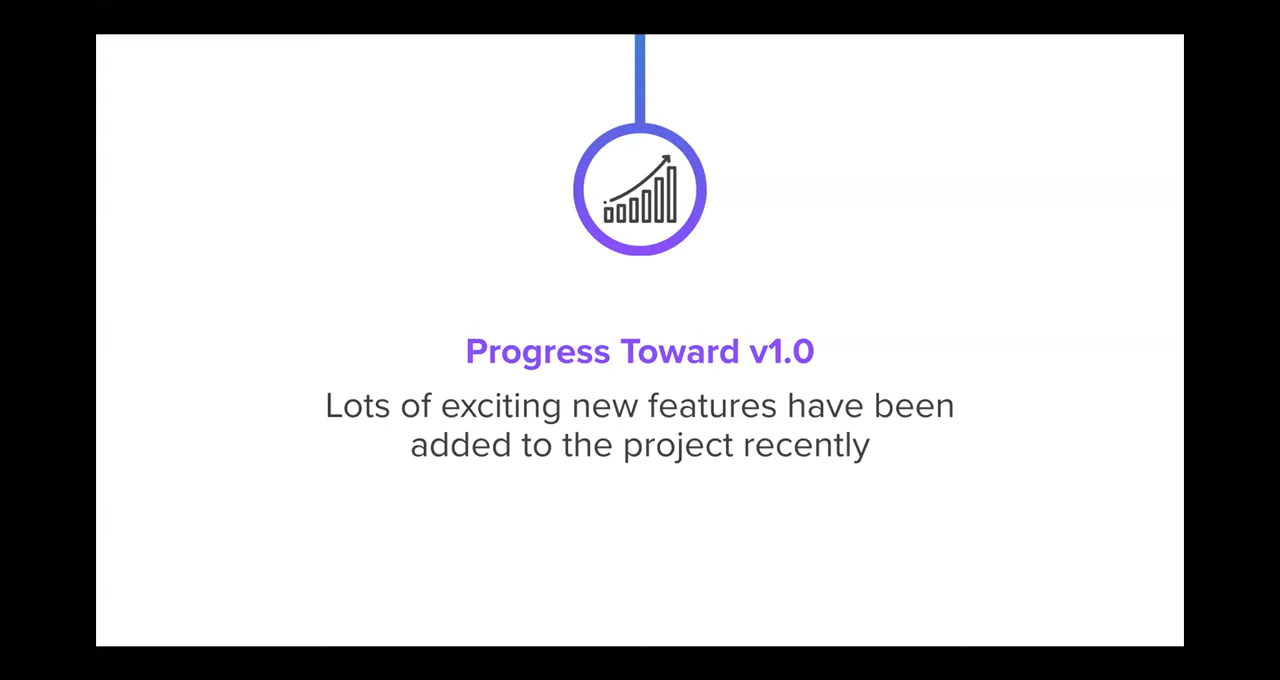 Progress Toward v1.0
Lots of exciting new features have been
added to the project recently